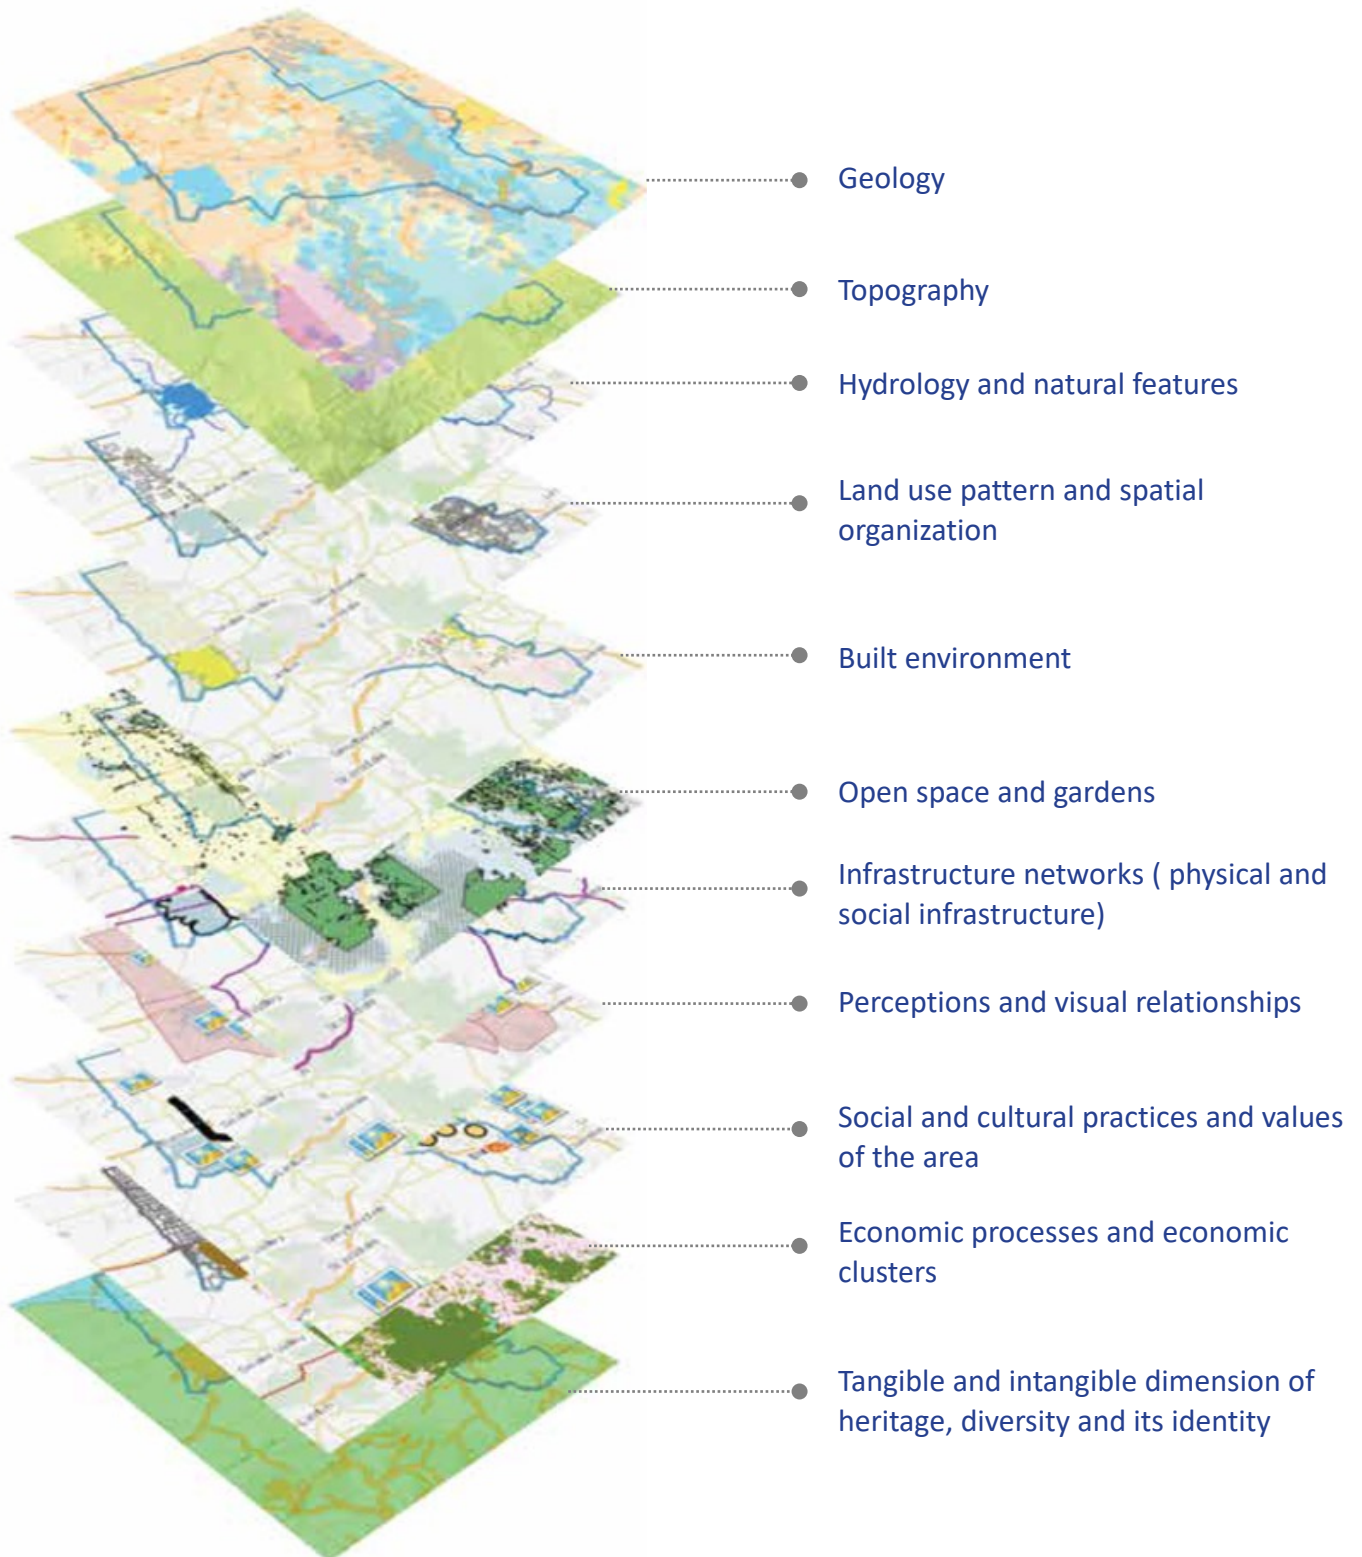 Geology
Topography
Hydrology and natural features
Land use pattern and spatial
organization
Built environment
Open space and gardens
Infrastructure networks ( physical and
social infrastructure)
Perceptions and visual relationships
Social and cultural practices and values
of the area
Economic processes and economic
clusters
Tangible and intangible dimension of
heritage, diversity and its identity